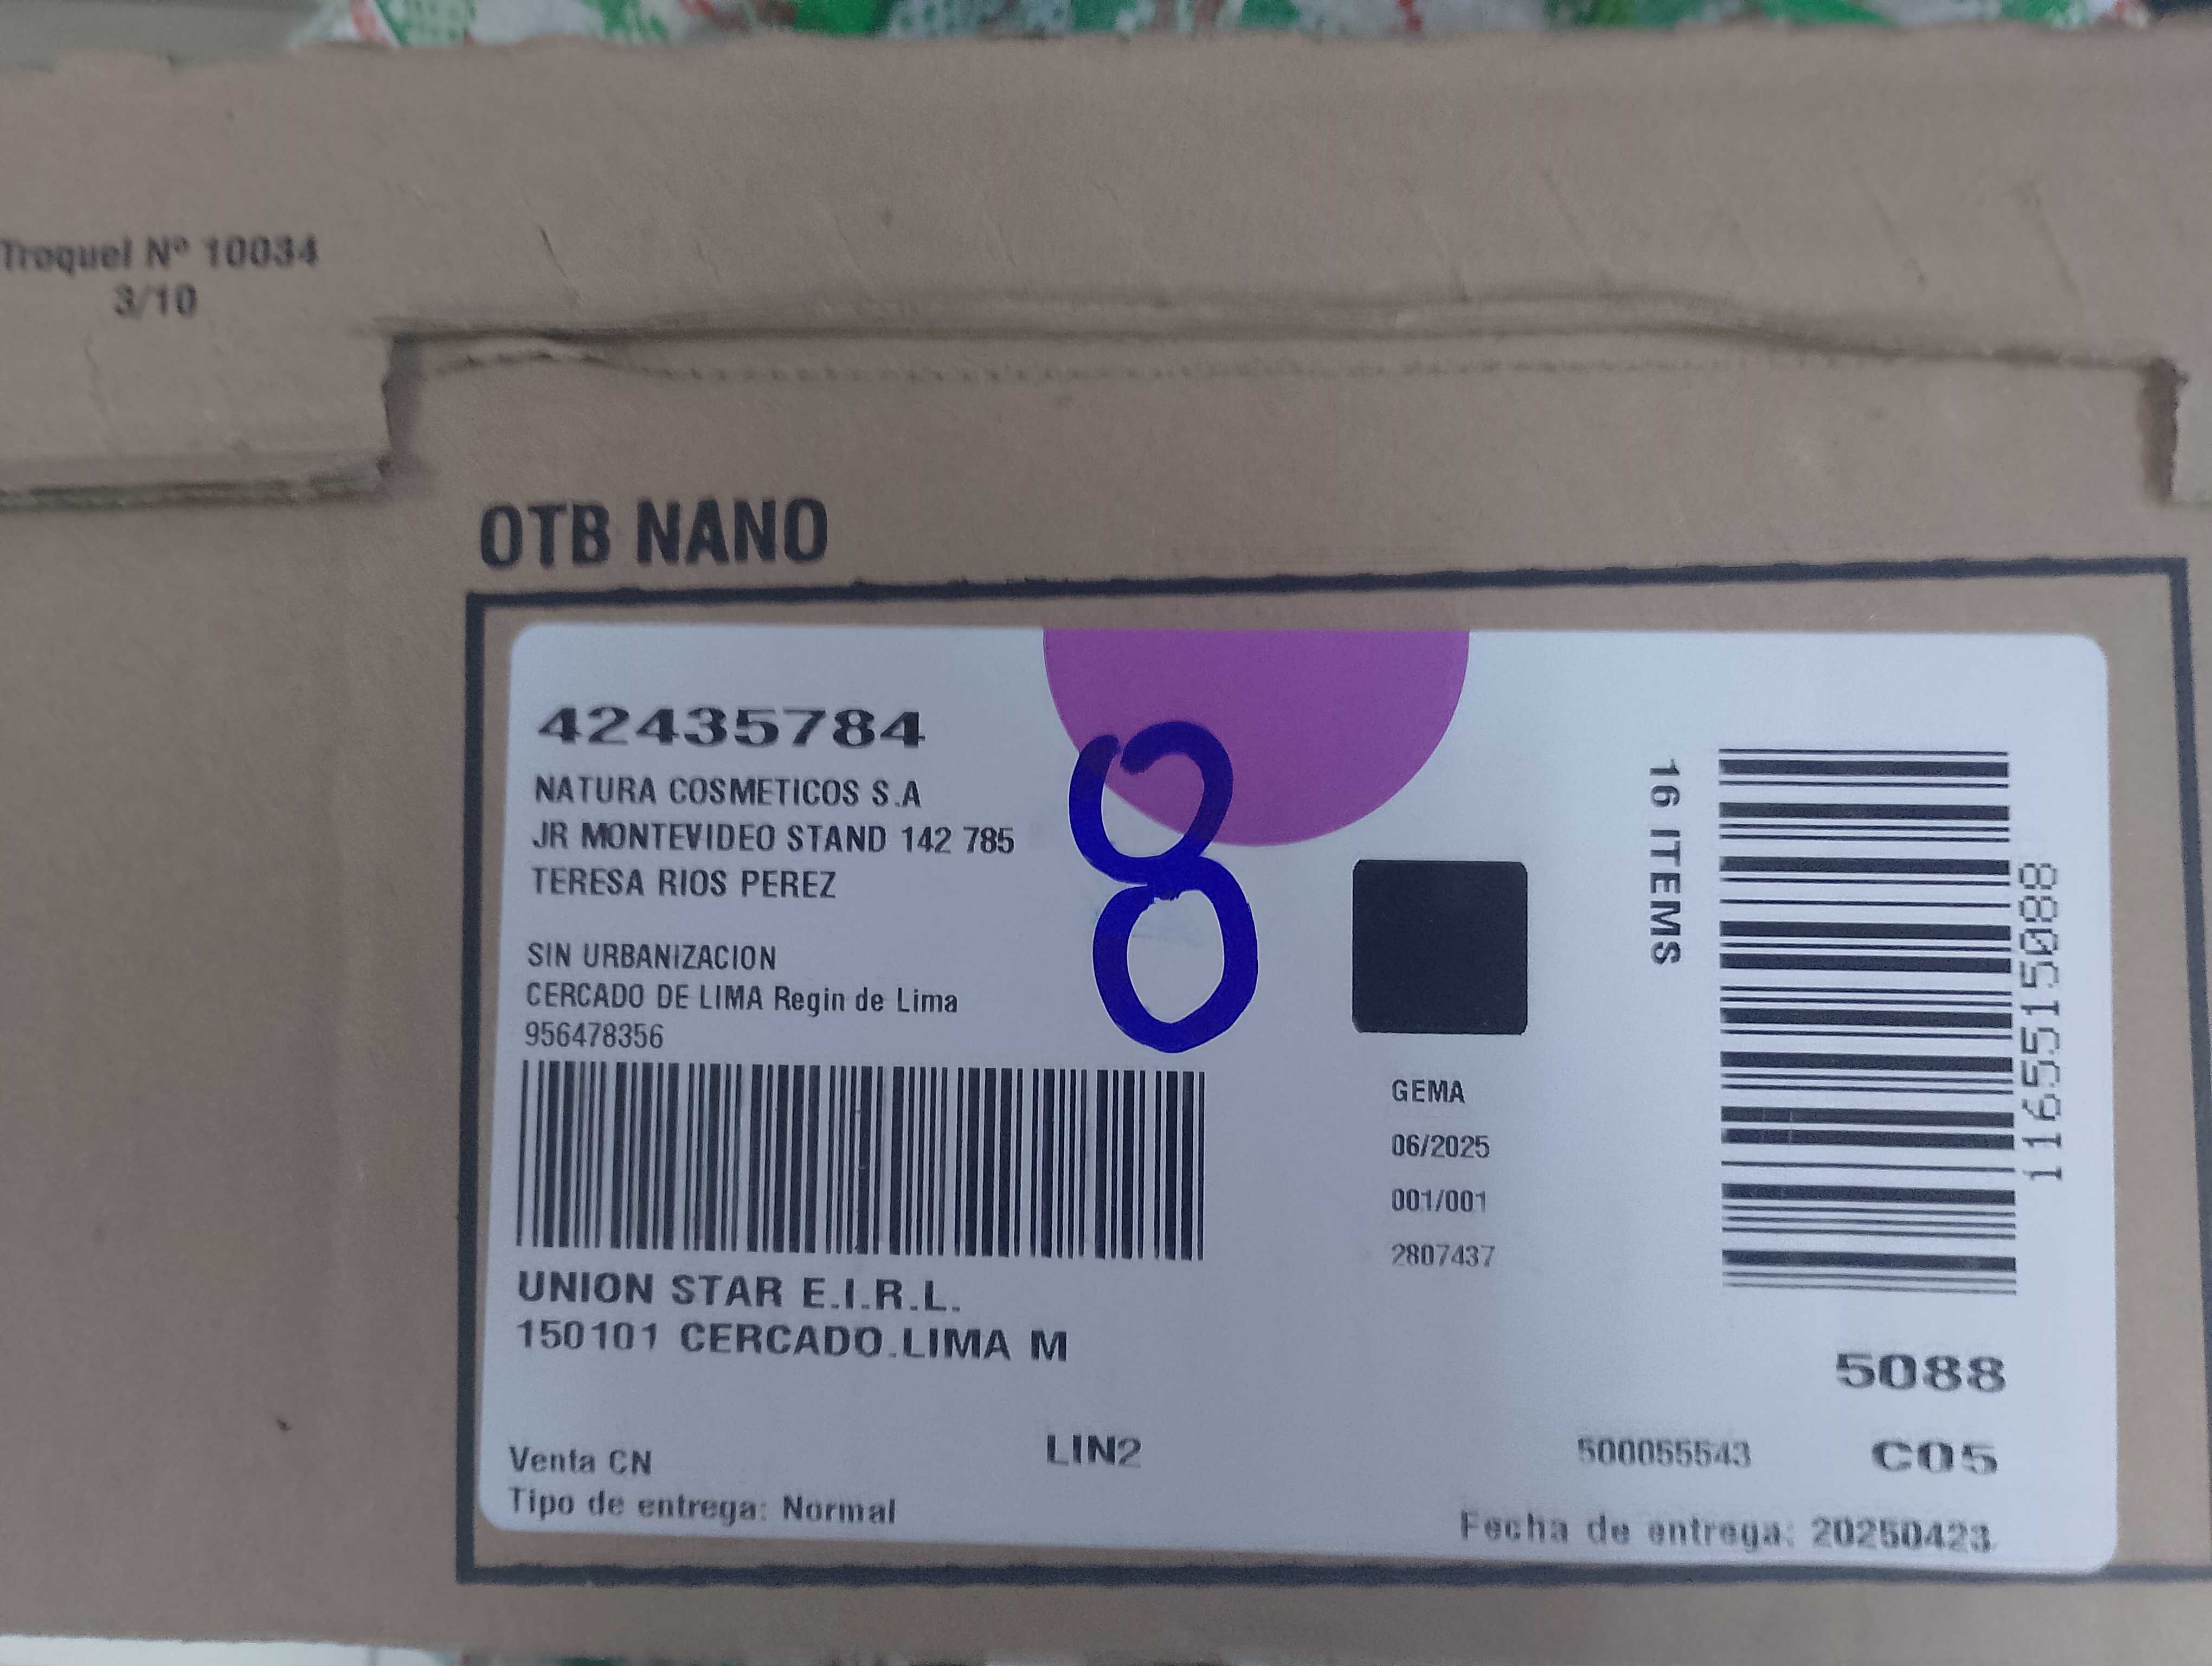 Troquel Nº 10034
3/10
OTB NANO
42435784
NATURA COSMETICOS S.A
JR MONTEVIDEO STAND 142 785
TERESA RIOS PEREZ
SIN URBANIZACION
CERCADO DE LIMA Regin de Lima
956478356
UNION STAR E.I.R.L.
150101 CERCADO.LIMA M
Venta CN
Tipo de entrega: Normal
LIN2
8
GEMA
06/2025
001/001
2807437
16 ITEMS
11655515088
5088
500055543
C05
Fecha de entrega: 20250423